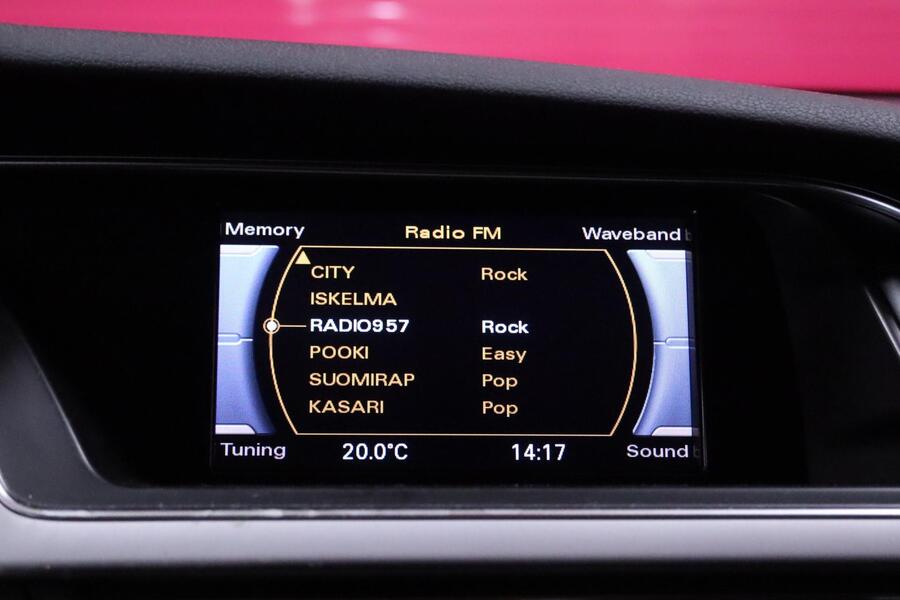 Memory Radio FM Waveband
CITY Rock
ISKELMA
RADIO957 Rock
POOKI Easy
SUOMIRAP Pop
KASARI Pop
Tuning 20.0°C 14:17 Sound